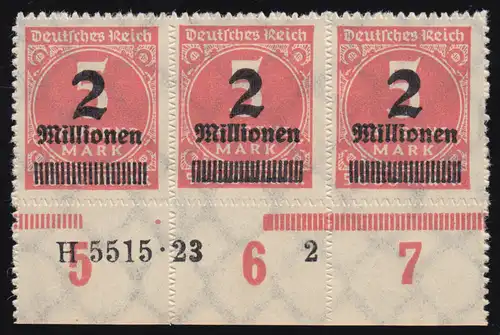 Deutsches Reich Deutsches Reich Deutsches Reich
2 2 2
Millionen Millionen Millionen
MARK MARK MARK
H 5515·23 2
5 6 7